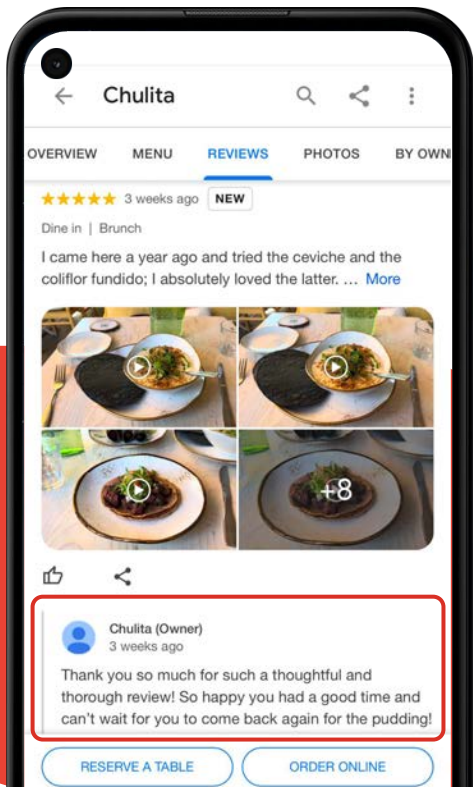 Chulita
OVERVIEW MENU REVIEWS PHOTOS BY OWN
3 weeks ago NEW
Dine in | Brunch
I came here a year ago and tried the ceviche and the
coliflor fundido; I absolutely loved the latter. ... More
+8
Chulita (Owner)
3 weeks ago
Thank you so much for such a thoughtful and
thorough review! So happy you had a good time and
can't wait for you to come back again for the pudding!
RESERVE A TABLE ORDER ONLINE